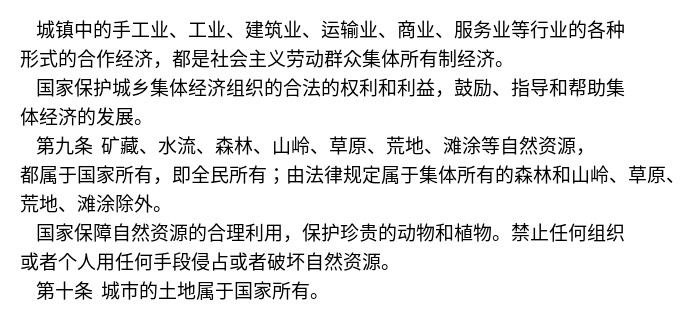 城镇中的手工业、工业、建筑业、运输业、商业、服务业等行业的各种
形式的合作经济，都是社会主义劳动群众集体所有制经济。
国家保护城乡集体经济组织的合法的权利和利益，鼓励、指导和帮助集
体经济的发展。
第九条 矿藏、水流、森林、山岭、草原、荒地、滩涂等自然资源，
都属于国家所有，即全民所有；由法律规定属于集体所有的森林和山岭、草原、
荒地、滩涂除外。
国家保障自然资源的合理利用，保护珍贵的动物和植物。禁止任何组织
或者个人用任何手段侵占或者破坏自然资源。
第十条 城市的土地属于国家所有。